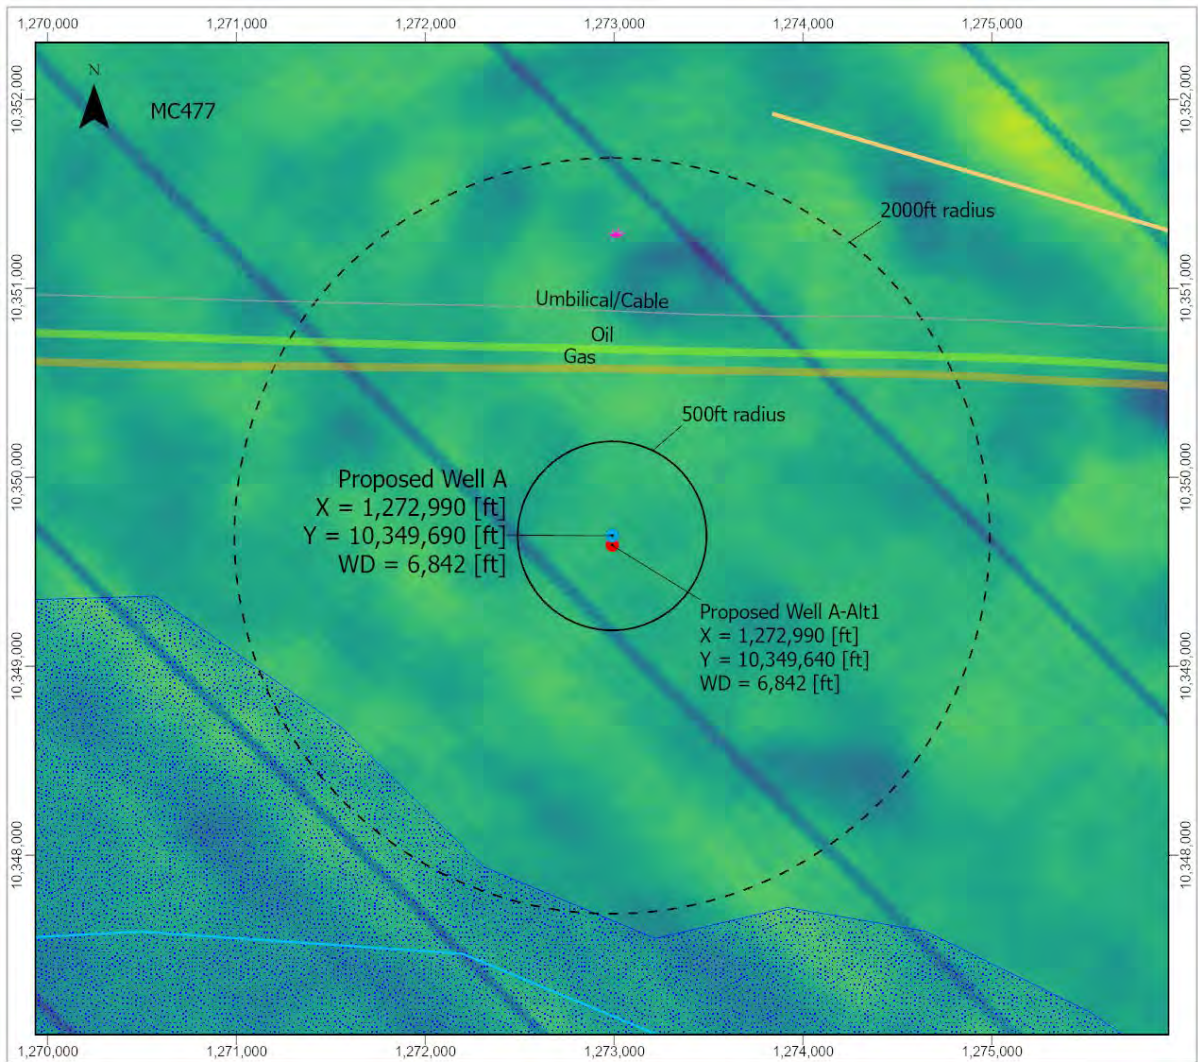 1,270,000
1,271,000
1,272,000
1,273,000
1,274,000
1,275,000
N
MC477
10,352,000
10,352,000
2000ft radius
10,351,000
10,351,000
Umbilical/Cable
Oil
Gas
500ft radius
10,350,000
10,350,000
Proposed Well A
X = 1,272,990 [ft]
Y = 10,349,690 [ft]
WD = 6,842 [ft]
Proposed Well A-Alt1
X = 1,272,990 [ft]
Y = 10,349,640 [ft]
WD = 6,842 [ft]
10,349,000
10,349,000
10,348,000
10,348,000
1,270,000
1,271,000
1,272,000
1,273,000
1,274,000
1,275,000